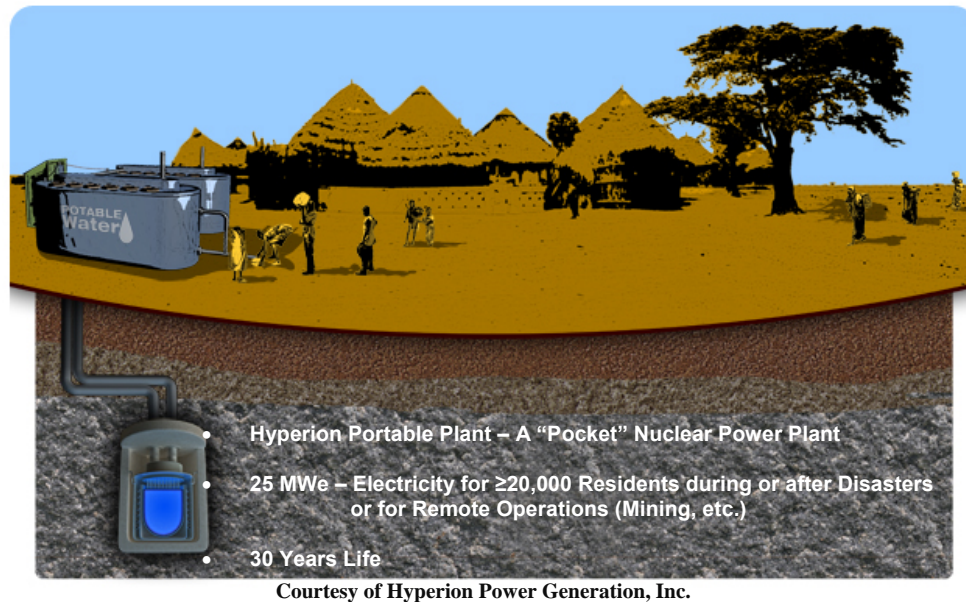 POTABLE
Water
• Hyperion Portable Plant – A “Pocket” Nuclear Power Plant
• 25 MWe – Electricity for ≥20,000 Residents during or after Disasters
or for Remote Operations (Mining, etc.)
• 30 Years Life
Courtesy of Hyperion Power Generation, Inc.